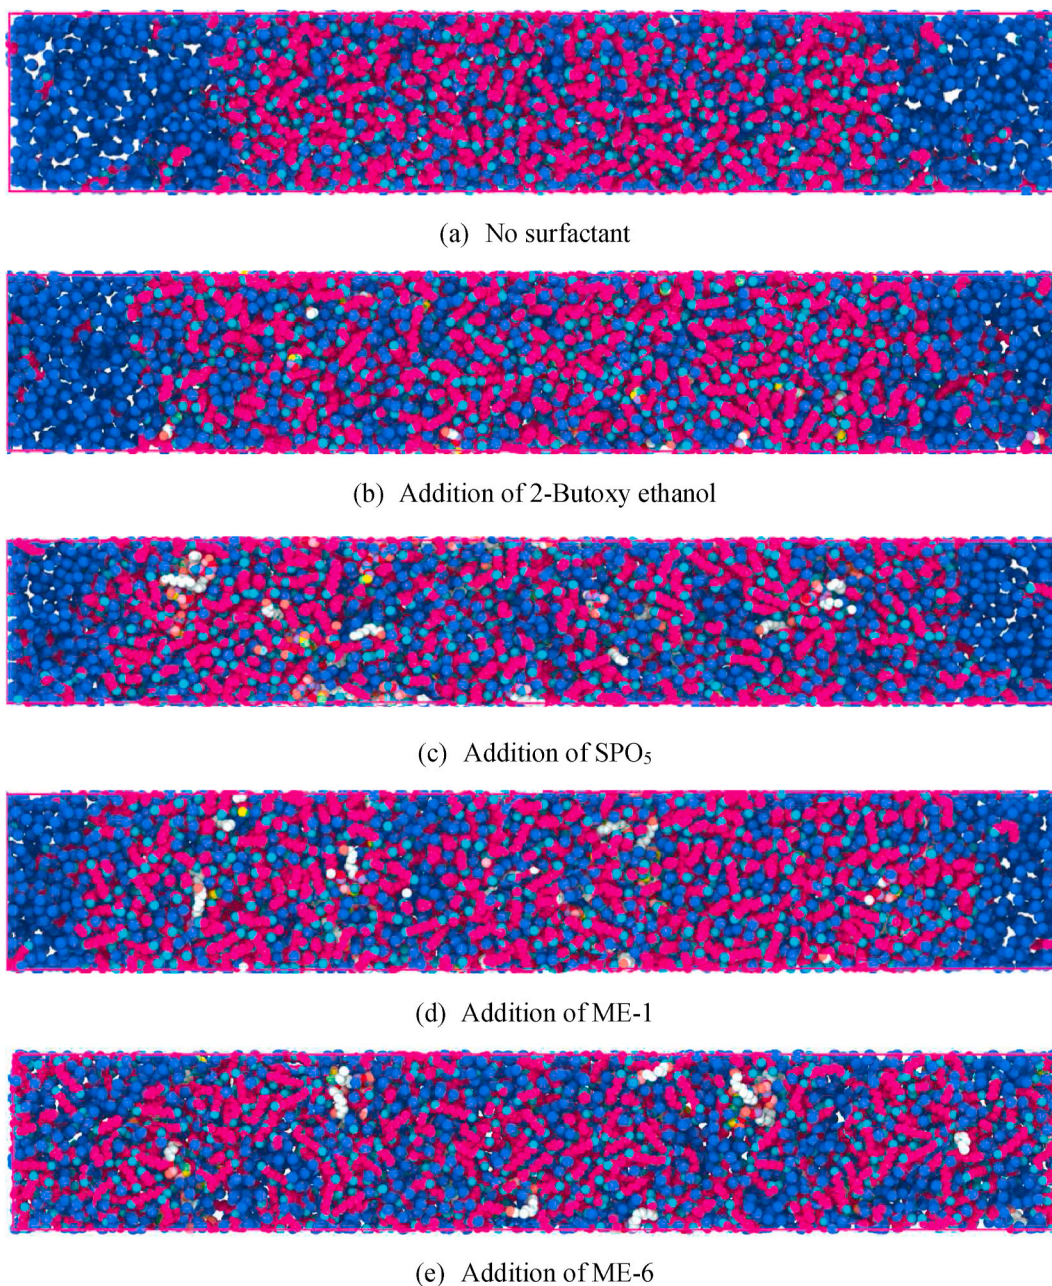 (a) No surfactant
(b) Addition of 2-Butoxy ethanol
(c) Addition of SPO₅
(d) Addition of ME-1
(e) Addition of ME-6